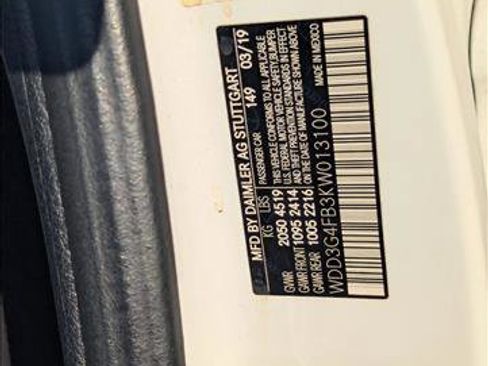 MFD BY DAIMLER AG STUTTGART
PASSENGER CAR 149 03/19
KG LBS
GVWR 2050 4519
GAWR FRONT 1095 2414
GAWR REAR 1005 2216
THIS VEHICLE CONFORMS TO ALL APPLICABLE
U.S. FEDERAL MOTOR VEHICLE SAFETY,BUMPER
AND THEFT PREVENTION STANDARDS IN EFFECT
ON THE DATE OF MANUFACTURE SHOWN ABOVE
MADE IN MEXICO
WDD3G4FB3KW013100